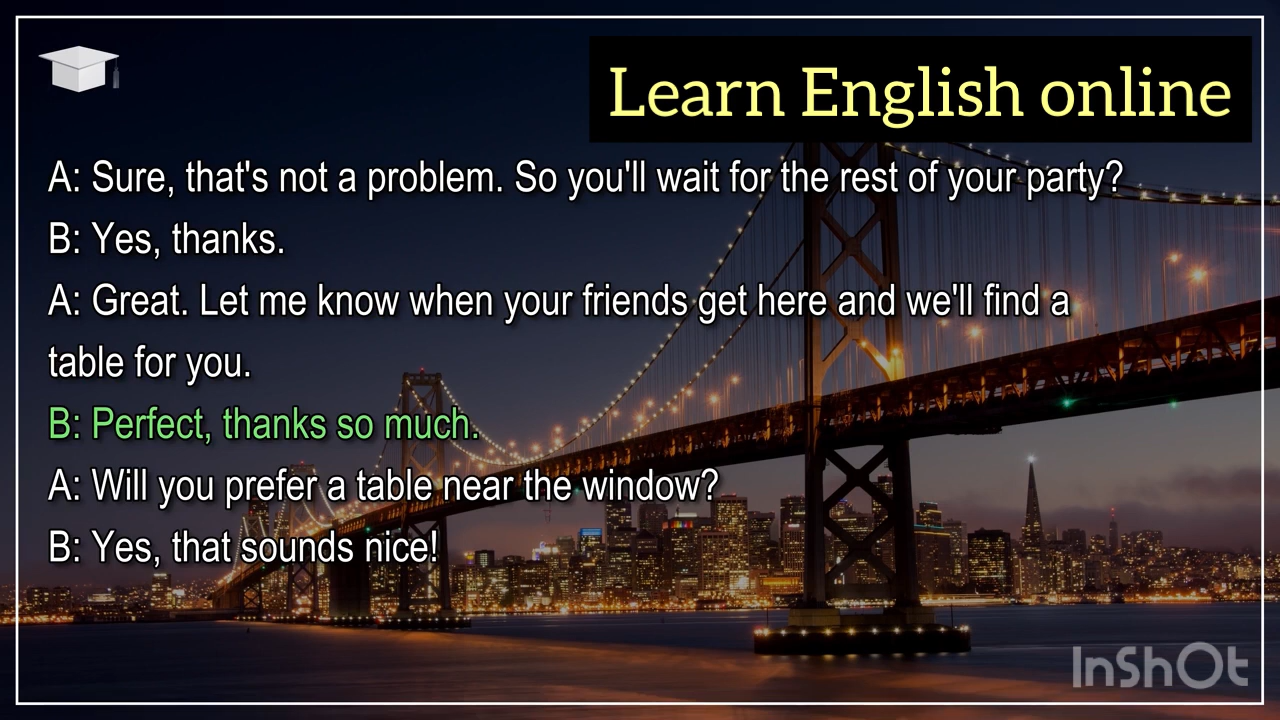 Learn English online
A: Sure, that's not a problem. So you'll wait for the rest of your party?
B: Yes, thanks.
A: Great. Let me know when your friends get here and we'll find a
table for you.
B: Perfect, thanks so much.
A: Will you prefer a table near the window?
B: Yes, that sounds nice!
InShOt